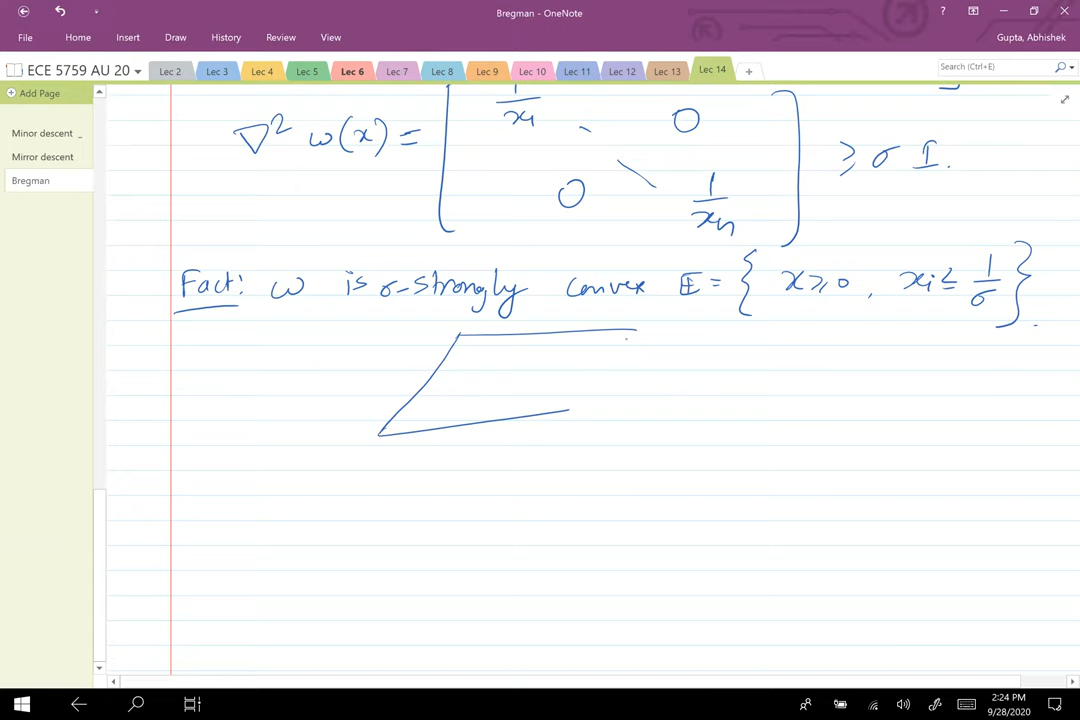 Bregman - OneNote
?
File Home Insert Draw History Review View Gupta, Abhishek
ECE 5759 AU 20 Lec 2 Lec 3 Lec 4 Lec 5 Lec 6 Lec 7 Lec 8 Lec 9 Lec 10 Lec 11 Lec 12 Lec 13 Lec 14 + Search (Ctrl+E)
Add Page
Minor descent
Mirror descent
Bregman
∇² ω(x) = [ 1/x₁ 0 0 1/xₙ ] ≥ σ I.
Fact: ω is σ-strongly convex E = { x ≥ 0, xᵢ ≤ 1/σ }.
2:24 PM
9/28/2020